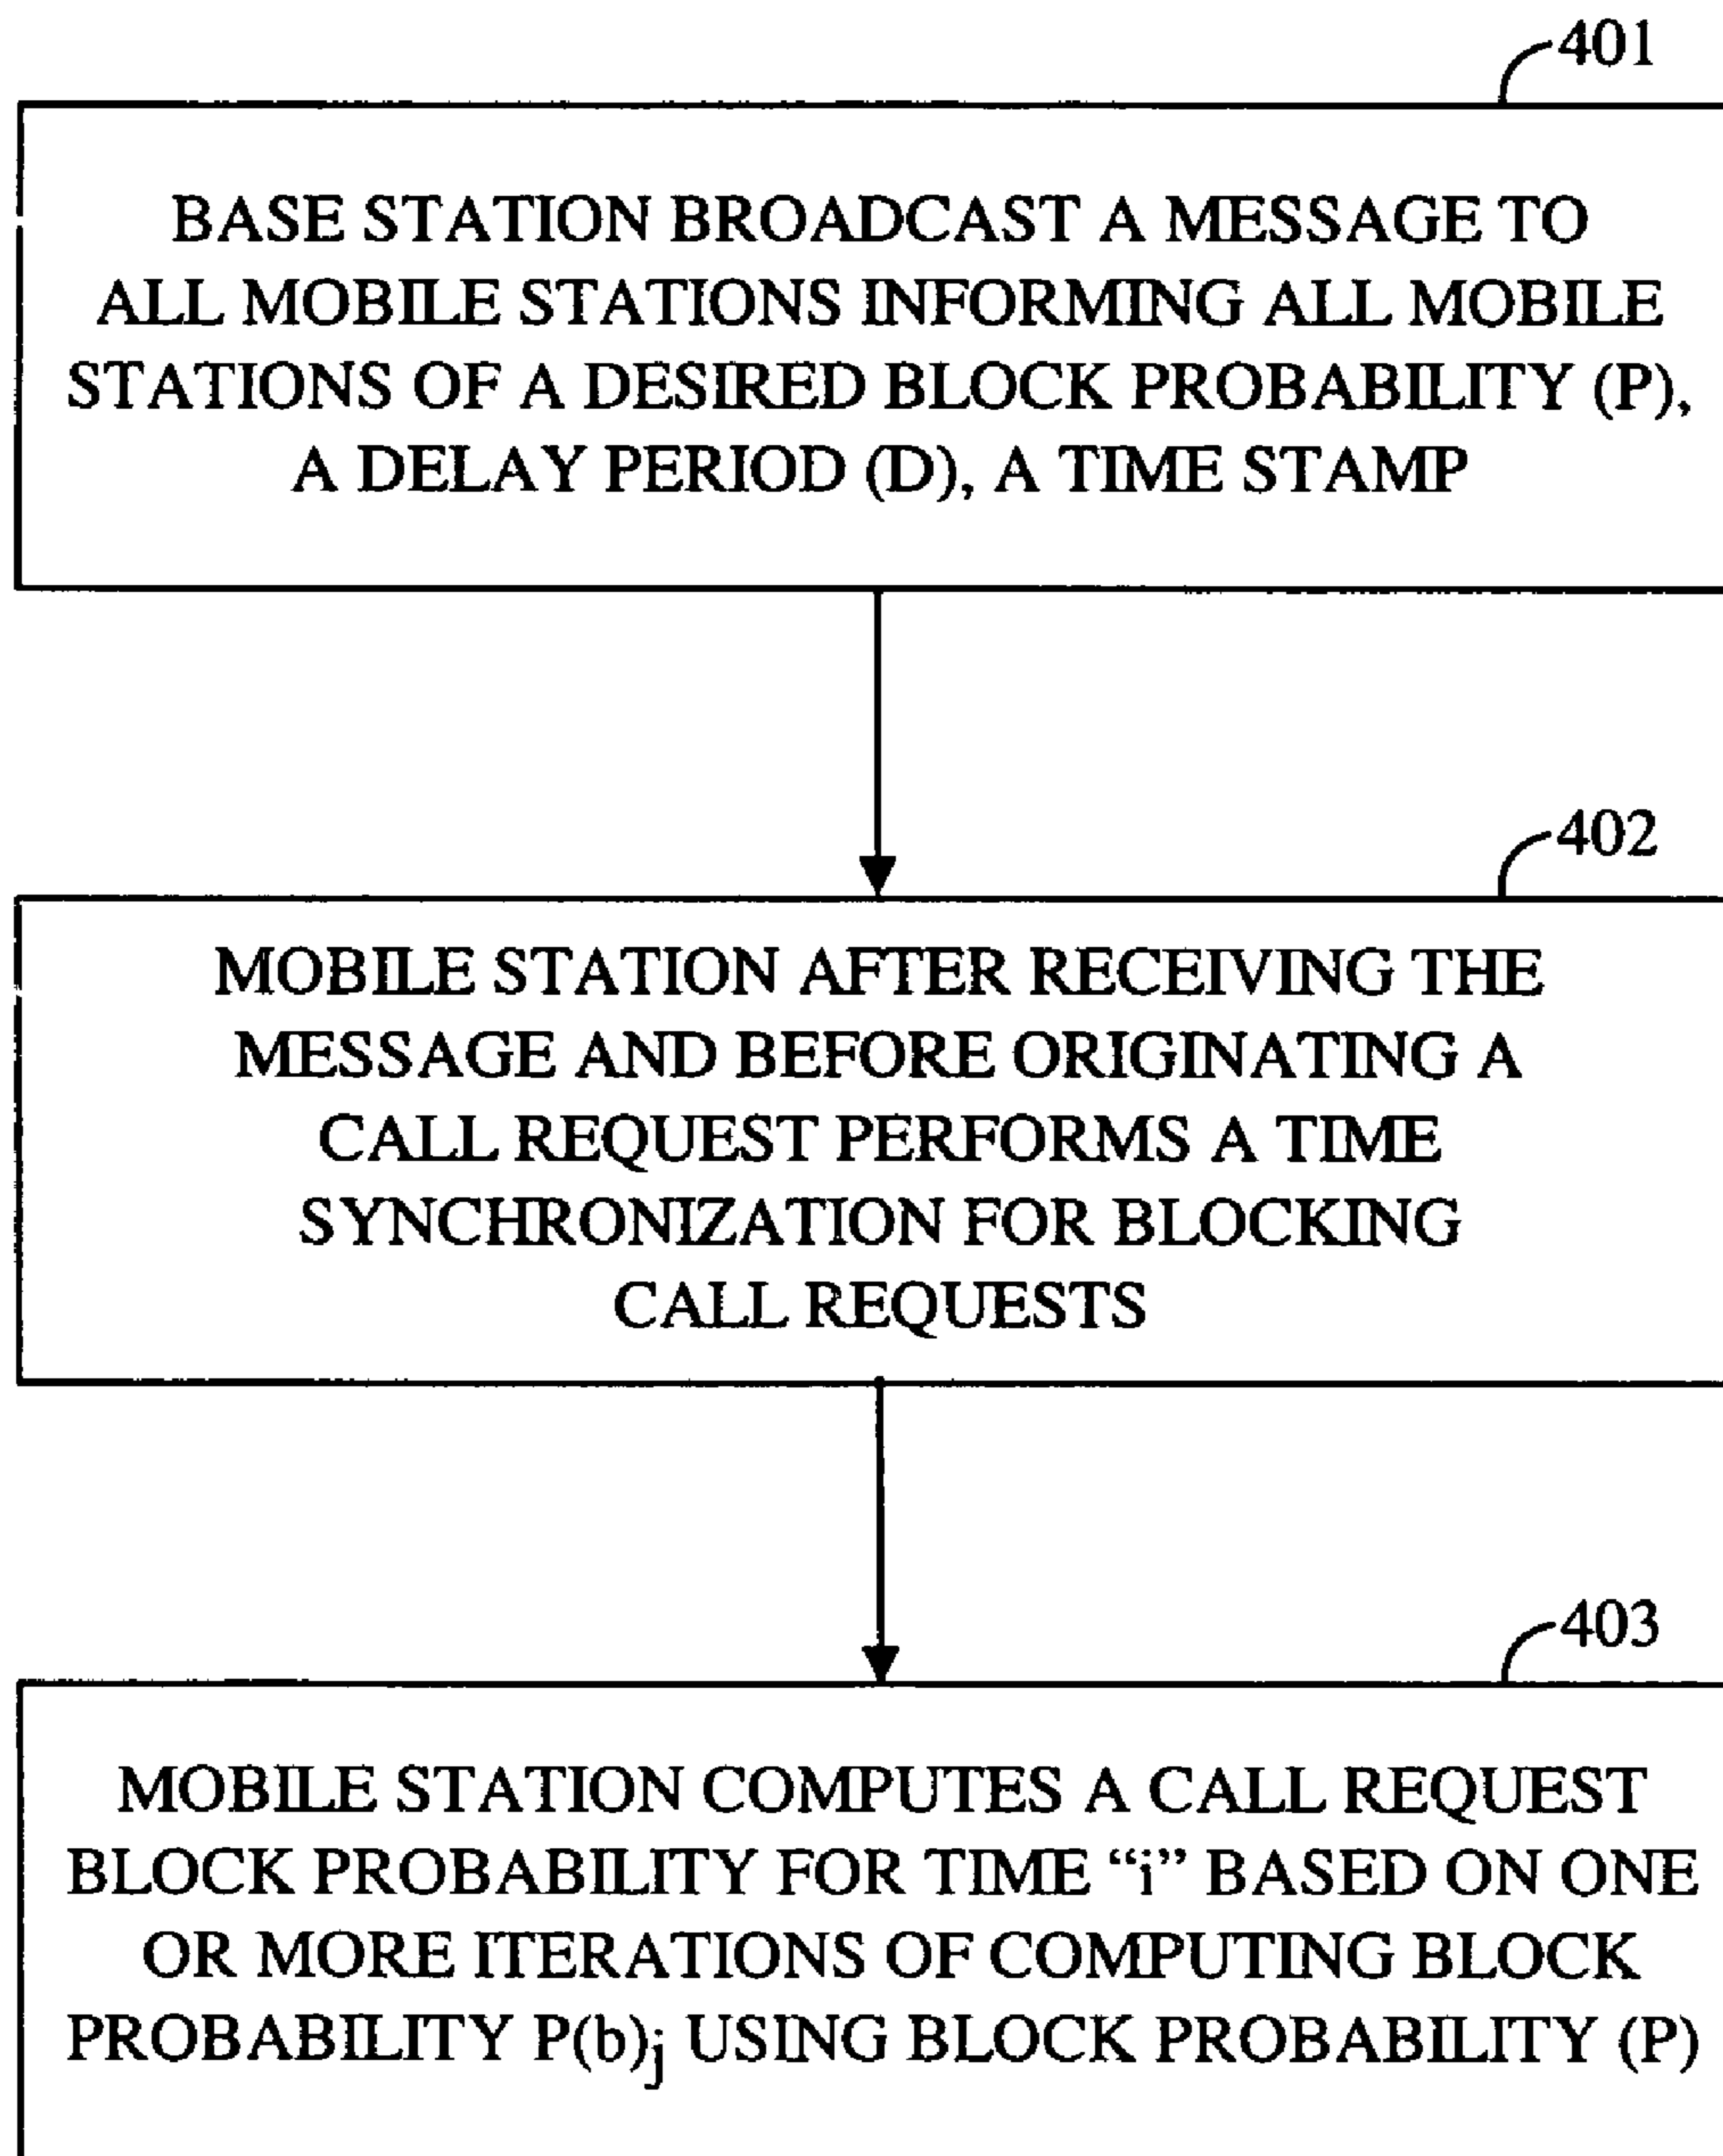 401
BASE STATION BROADCAST A MESSAGE TO
ALL MOBILE STATIONS INFORMING ALL MOBILE
STATIONS OF A DESIRED BLOCK PROBABILITY (P),
A DELAY PERIOD (D), A TIME STAMP
402
MOBILE STATION AFTER RECEIVING THE
MESSAGE AND BEFORE ORIGINATING A
CALL REQUEST PERFORMS A TIME
SYNCHRONIZATION FOR BLOCKING
CALL REQUESTS
403
MOBILE STATION COMPUTES A CALL REQUEST
BLOCK PROBABILITY FOR TIME “i” BASED ON ONE
OR MORE ITERATIONS OF COMPUTING BLOCK
PROBABILITY P(b)j USING BLOCK PROBABILITY (P)